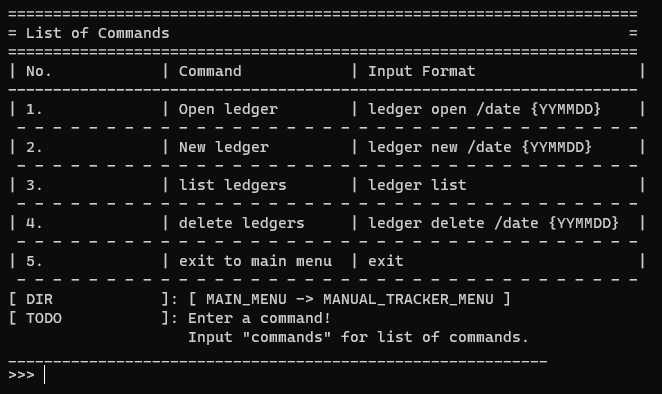 ======================================================================
= List of Commands                                                   =
======================================================================
| No.               | Command            | Input Format                  |
----------------------------------------------------------------------
| 1.                | Open ledger        | ledger open /date {YYMMDD}    |
 - - - - - - - - - - - - - - - - - - - - - - - - - - - - - - - - - - -
| 2.                | New ledger         | ledger new /date {YYMMDD}     |
 - - - - - - - - - - - - - - - - - - - - - - - - - - - - - - - - - - -
| 3.                | list ledgers       | ledger list                   |
 - - - - - - - - - - - - - - - - - - - - - - - - - - - - - - - - - - -
| 4.                | delete ledgers     | ledger delete /date {YYMMDD}  |
 - - - - - - - - - - - - - - - - - - - - - - - - - - - - - - - - - - -
| 5.                | exit to main menu  | exit                          |
 - - - - - - - - - - - - - - - - - - - - - - - - - - - - - - - - - - -
[ DIR            ]: [ MAIN_MENU -> MANUAL_TRACKER_MENU ]
[ TODO           ]: Enter a command!
                    Input "commands" for list of commands.
____________________________________________________________
>>>